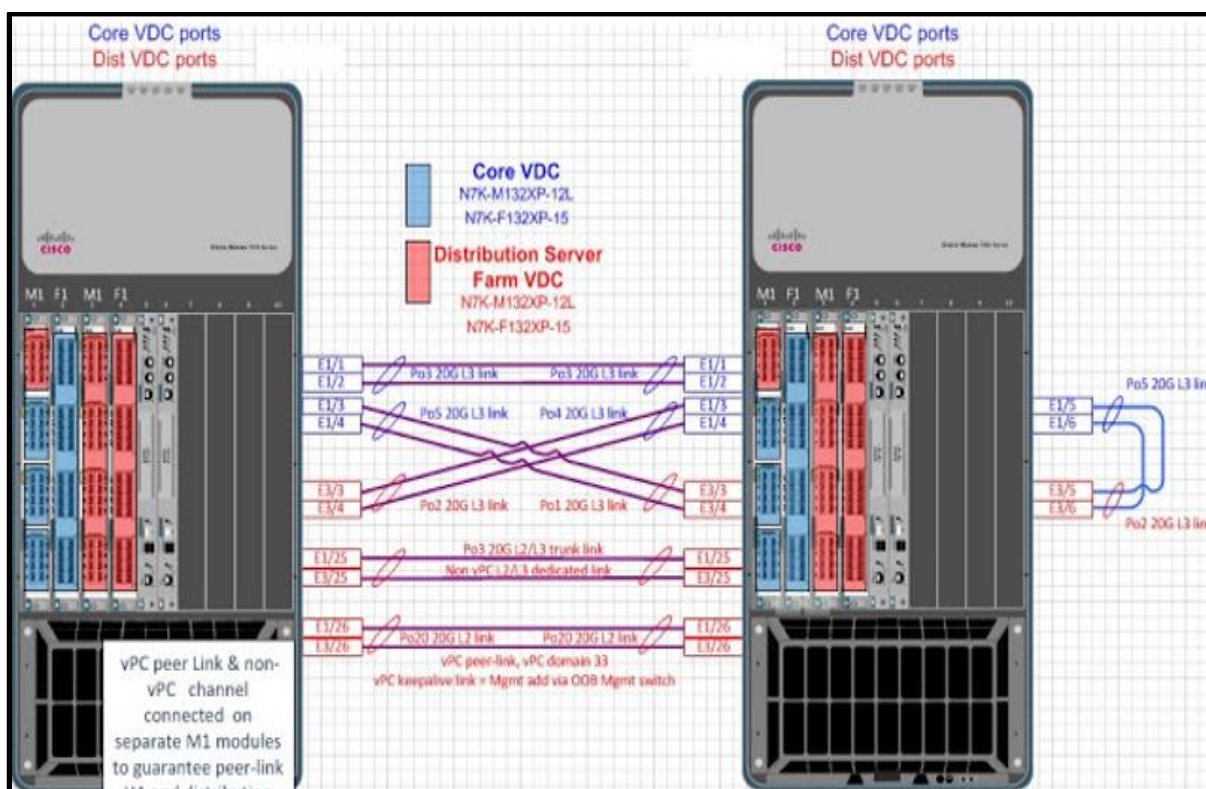 Core VDC ports
Dist VDC ports
Core VDC ports
Dist VDC ports
Core VDC
N7K-M132XP-12L
N7K-F132XP-15
Distribution Server
Farm VDC
N7K-M132XP-12L
N7K-F132XP-15
CISCO
CISCO
M1 F1 M1 F1
M1 F1 M1 F1
E1/1
Po3 20G L3 link
Po3 20G L3 link
E1/1
E1/2
E1/2
E1/3
Po5 20G L3 link
Po4 20G L3 link
E1/3
E1/4
E1/4
E3/3
E3/3
E3/4
Po2 20G L3 link
Po1 20G L3 link
E3/4
Po5 20G L3 link
E1/5
E1/6
E3/5
E3/6
Po2 20G L3 link
E1/25
Po3 20G L2/L3 trunk link
E1/25
E3/25
Non vPC L2/L3 dedicated link
E3/25
E1/26
E1/26
E3/26
Po20 20G L2 link
Po20 20G L2 link
E3/26
vPC peer-link, vPC domain 33
vPC keepalive link = Mgmt add via OOB Mgmt switch
vPC peer Link & non-
vPC channel
connected on
separate M1 modules
to guarantee peer-link